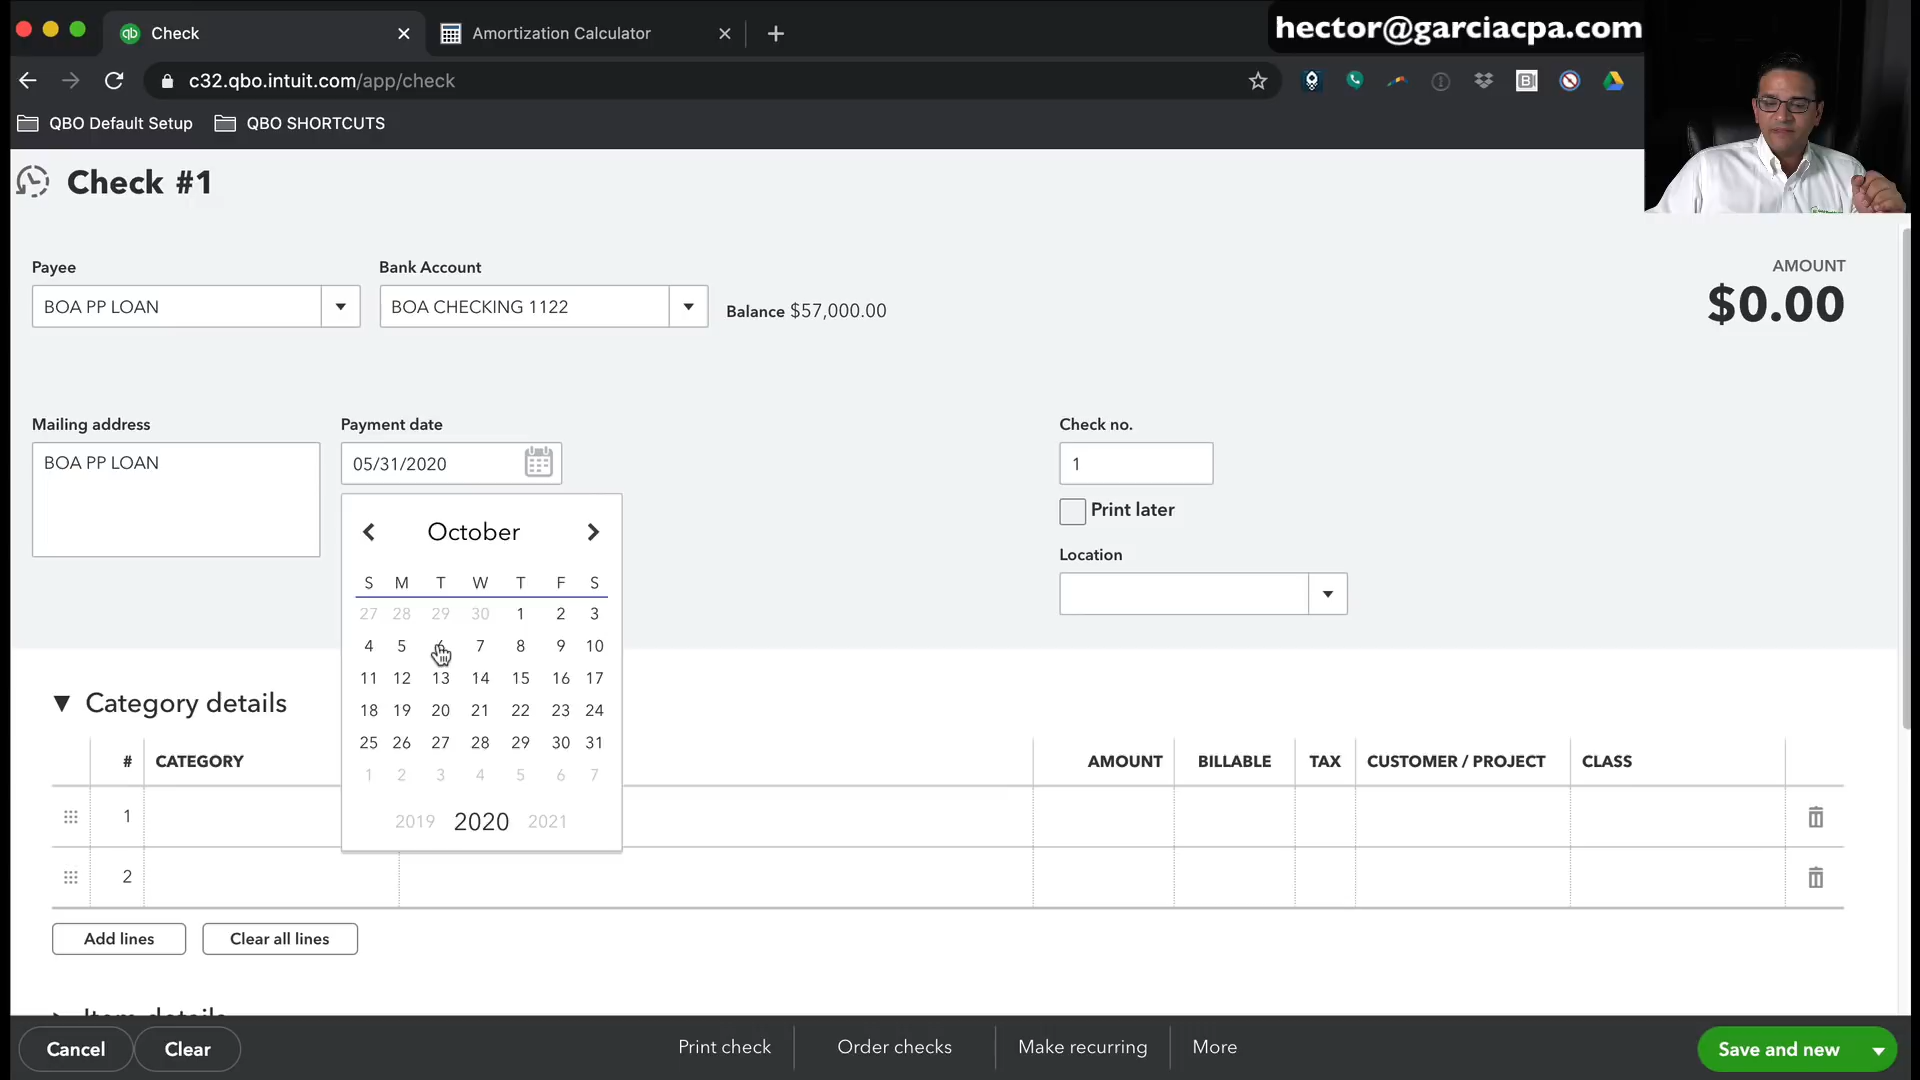 Check
Amortization Calculator
hector@garciacpa.com
c32.qbo.intuit.com/app/check
QBO Default Setup
QBO SHORTCUTS
Check #1
Payee
Bank Account
AMOUNT
BOA PP LOAN
BOA CHECKING 1122
Balance $57,000.00
$0.00
Mailing address
Payment date
Check no.
BOA PP LOAN
05/31/2020
1
Print later
October
Location
S M T W T F S
27 28 29 30 1 2 3
4 5 6 7 8 9 10
11 12 13 14 15 16 17
18 19 20 21 22 23 24
25 26 27 28 29 30 31
1 2 3 4 5 6 7
2019 2020 2021
Category details
# CATEGORY AMOUNT BILLABLE TAX CUSTOMER / PROJECT CLASS
1
2
Add lines
Clear all lines
Item details
Cancel
Clear
Print check
Order checks
Make recurring
More
Save and new